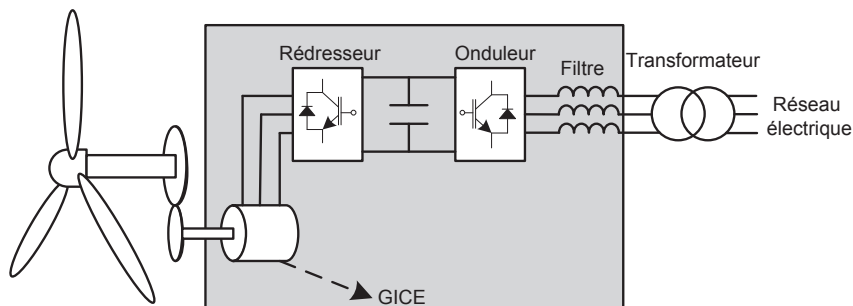 Rédresseur
Onduleur
Filtre
Transformateur
Réseau
électrique
GICE